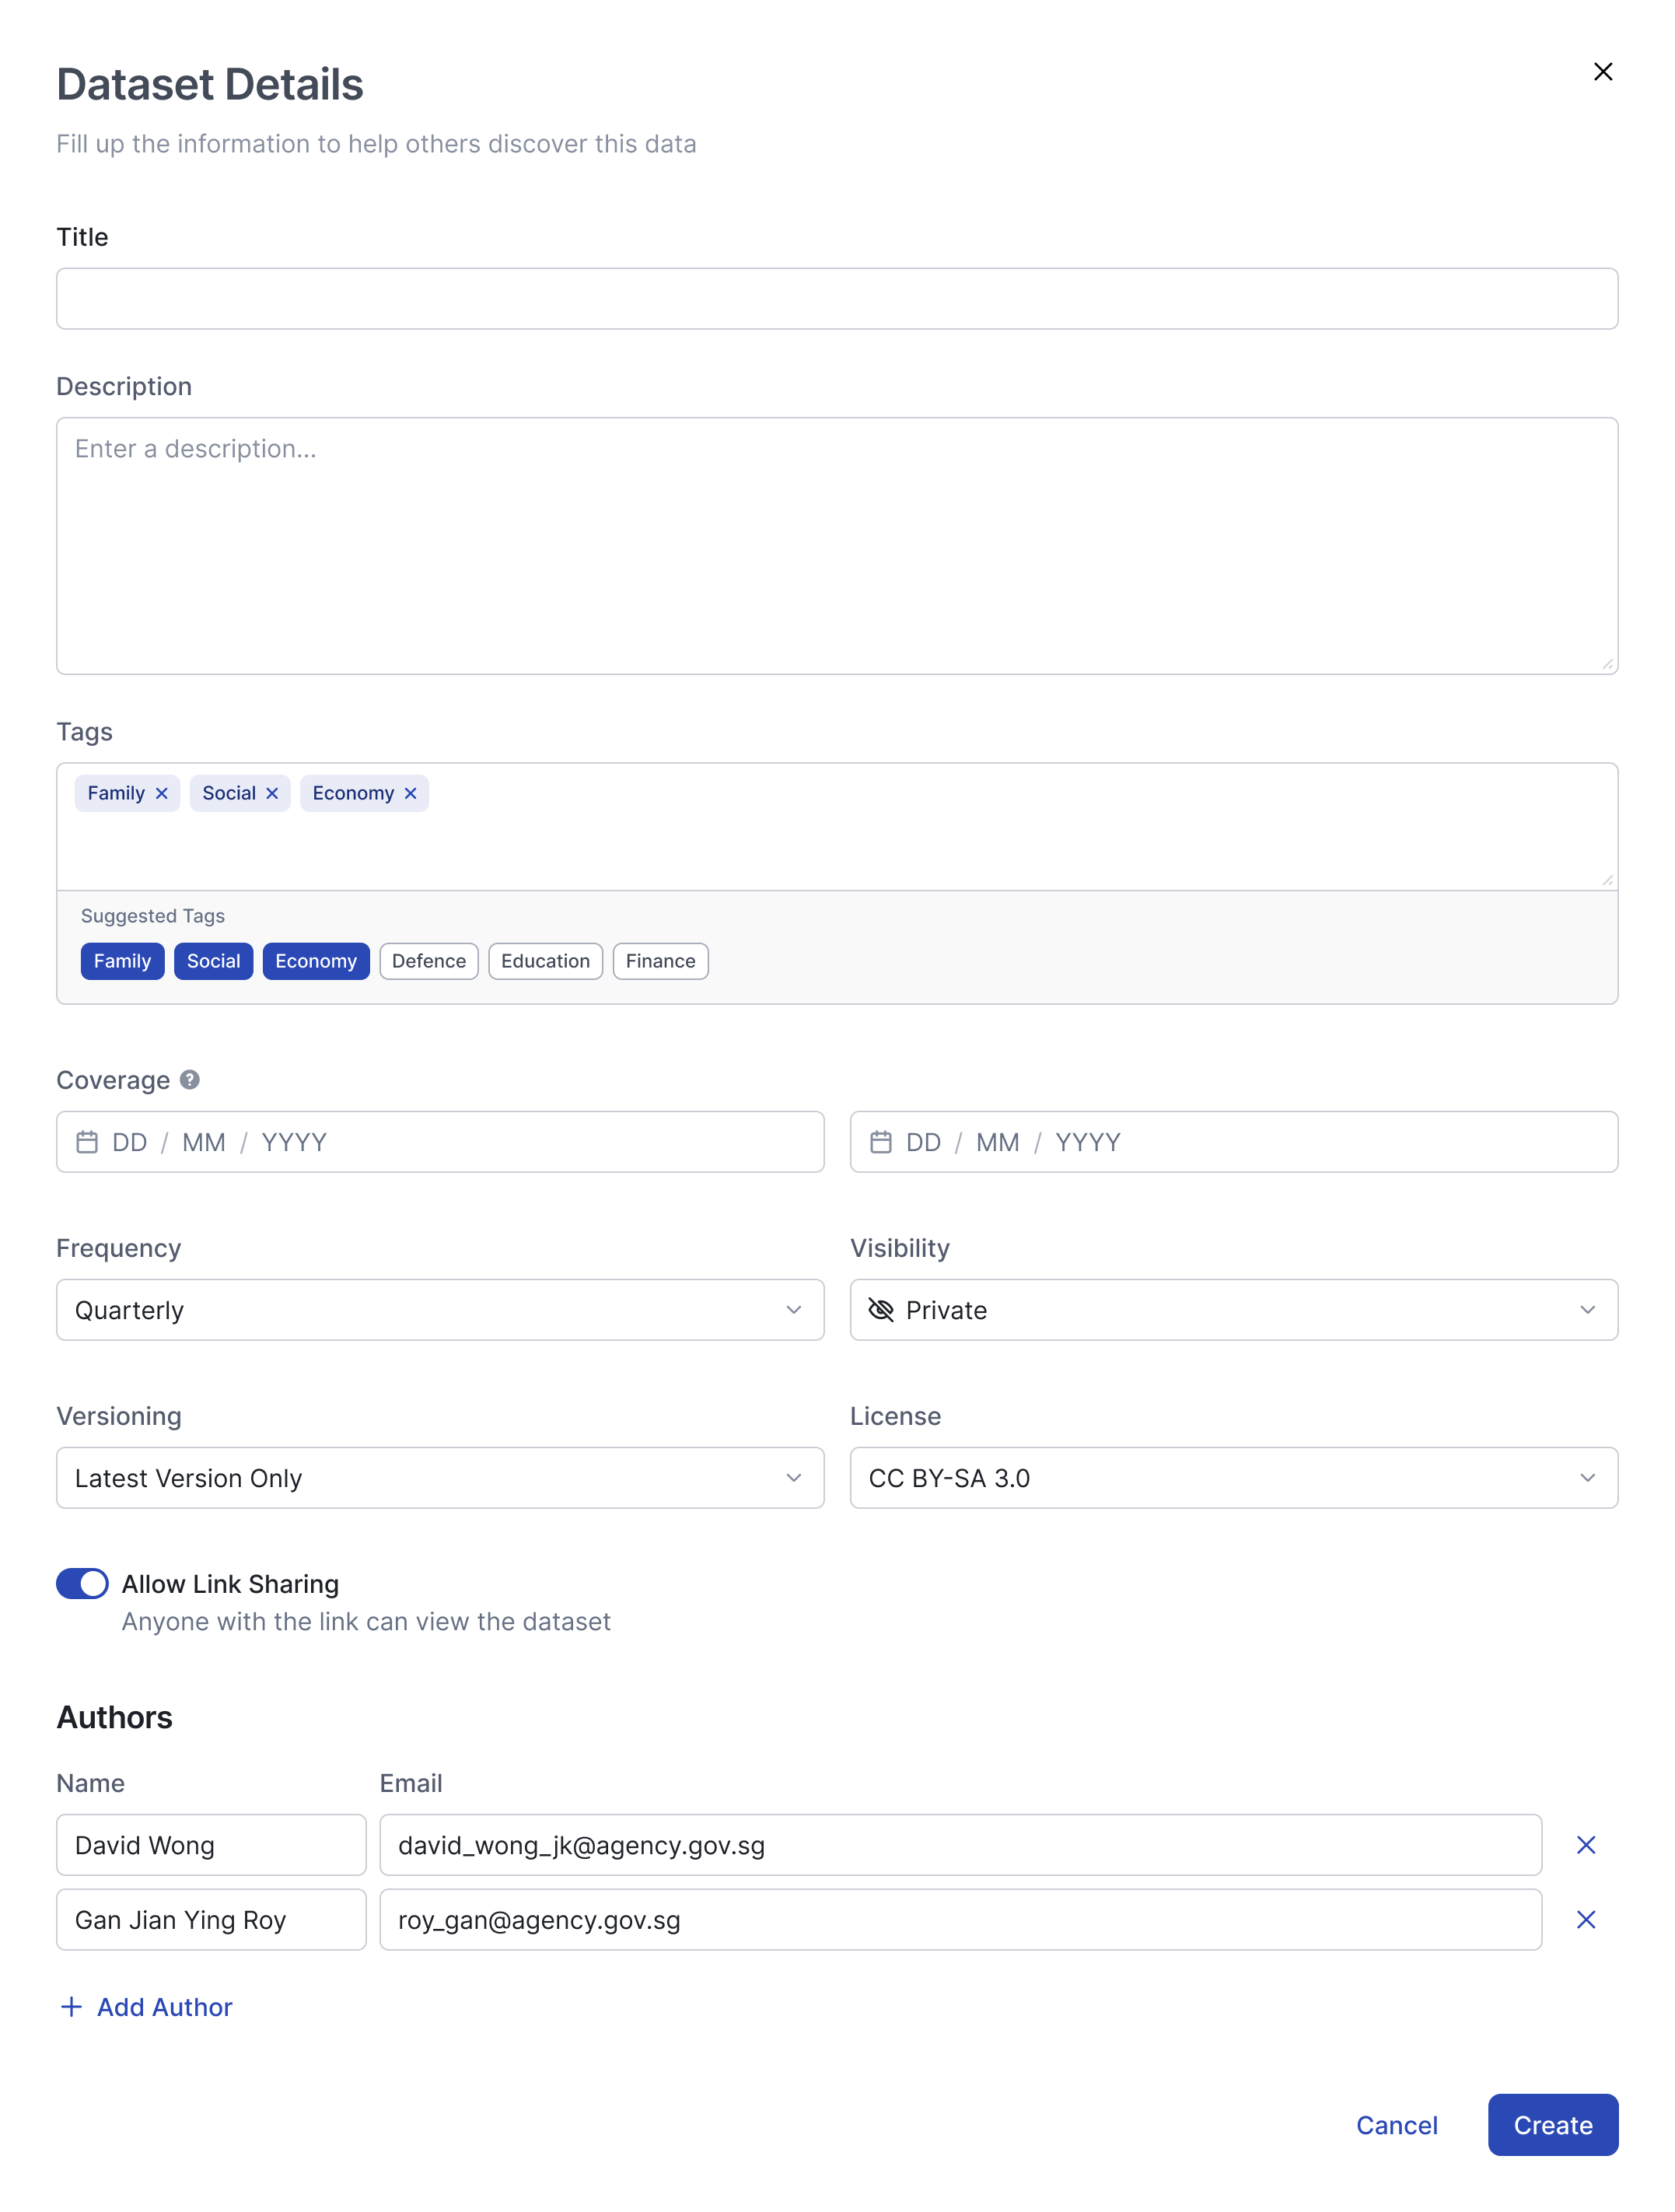 Dataset Details
Fill up the information to help others discover this data
Title
Description
Enter a description...
Tags
Family Social Economy
Suggested Tags
Family Social Economy Defence Education Finance
Coverage ?
DD / MM / YYYY DD / MM / YYYY
Frequency Visibility
Quarterly Private
Versioning License
Latest Version Only CC BY-SA 3.0
Allow Link Sharing
Anyone with the link can view the dataset
Authors
Name Email
David Wong david_wong_jk@agency.gov.sg
Gan Jian Ying Roy roy_gan@agency.gov.sg
Add Author
Cancel Create